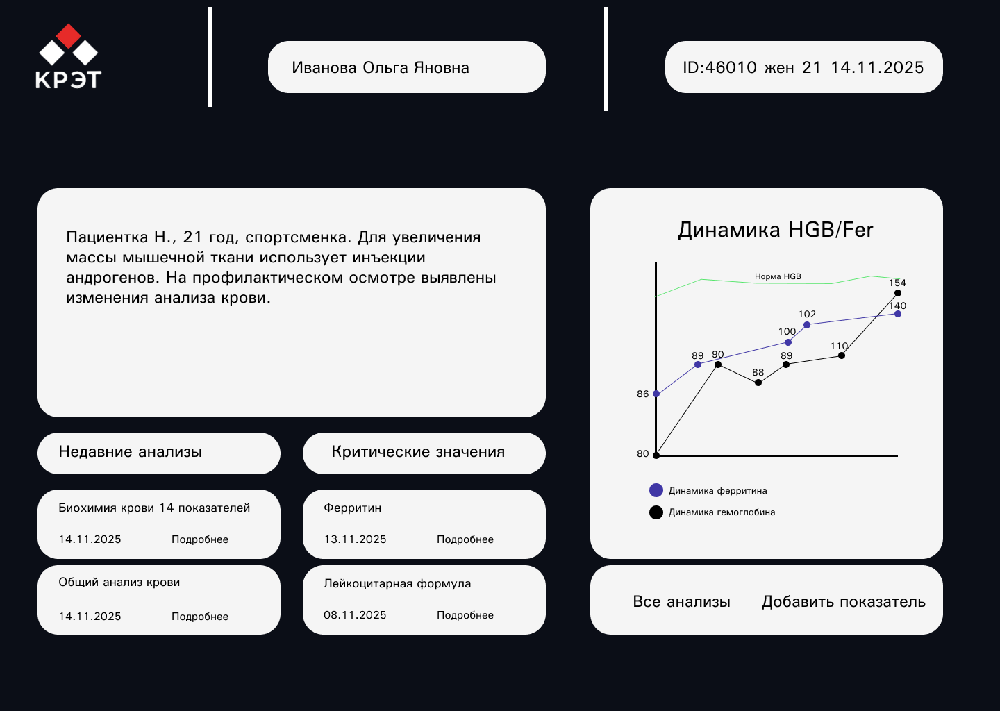 КРЭТ
Иванова Ольга Яновна
ID:46010 жен 21 14.11.2025
Пациентка Н., 21 год, спортсменка. Для увеличения
массы мышечной ткани использует инъекции
андрогенов. На профилактическом осмотре выявлены
изменения анализа крови.
Динамика HGB/Fer
Норма HGB
154
140
102
100
110
89
90
89
88
86
80
Динамика ферритина
Динамика гемоглобина
Недавние анализы
Критические значения
Биохимия крови 14 показателей
14.11.2025
Подробнее
Ферритин
13.11.2025
Подробнее
Общий анализ крови
14.11.2025
Подробнее
Лейкоцитарная формула
08.11.2025
Подробнее
Все анализы
Добавить показатель